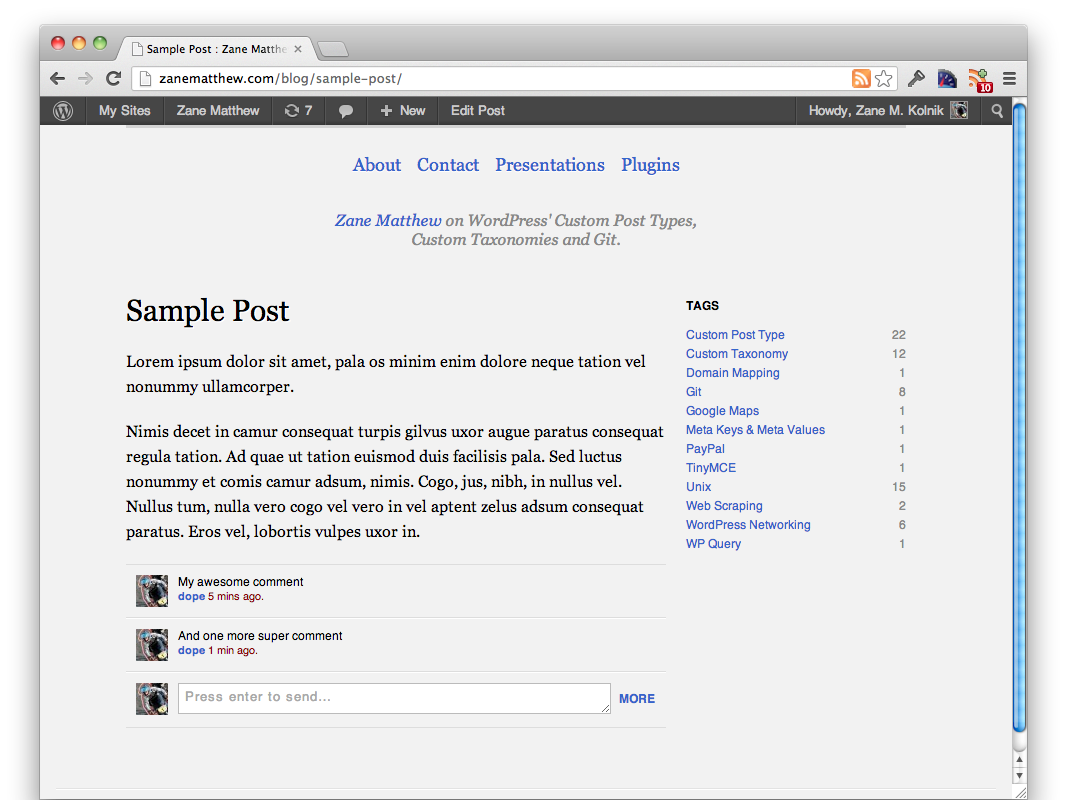 Sample Post : Zane Matthe
zanematthew.com/blog/sample-post/
10
My Sites Zane Matthew 7 + New Edit Post Howdy, Zane M. Kolnik
About Contact Presentations Plugins
Zane Matthew on WordPress' Custom Post Types,
Custom Taxonomies and Git.
Sample Post
Lorem ipsum dolor sit amet, pala os minim enim dolore neque tation vel
nonummy ullamcorper.
Nimis decet in camur consequat turpis gilvus uxor augue paratus consequat
regula tation. Ad quae ut tation euismod duis facilisis pala. Sed luctus
nonummy et comis camur adsum, nimis. Cogo, jus, nibh, in nullus vel.
Nullus tum, nulla vero cogo vel vero in vel aptent zelus adsum consequat
paratus. Eros vel, lobortis vulpes uxor in.
My awesome comment
dope 5 mins ago.
And one more super comment
dope 1 min ago.
Press enter to send... MORE
TAGS
Custom Post Type 22
Custom Taxonomy 12
Domain Mapping 1
Git 8
Google Maps 1
Meta Keys & Meta Values 1
PayPal 1
TinyMCE 1
Unix 15
Web Scraping 2
WordPress Networking 6
WP Query 1